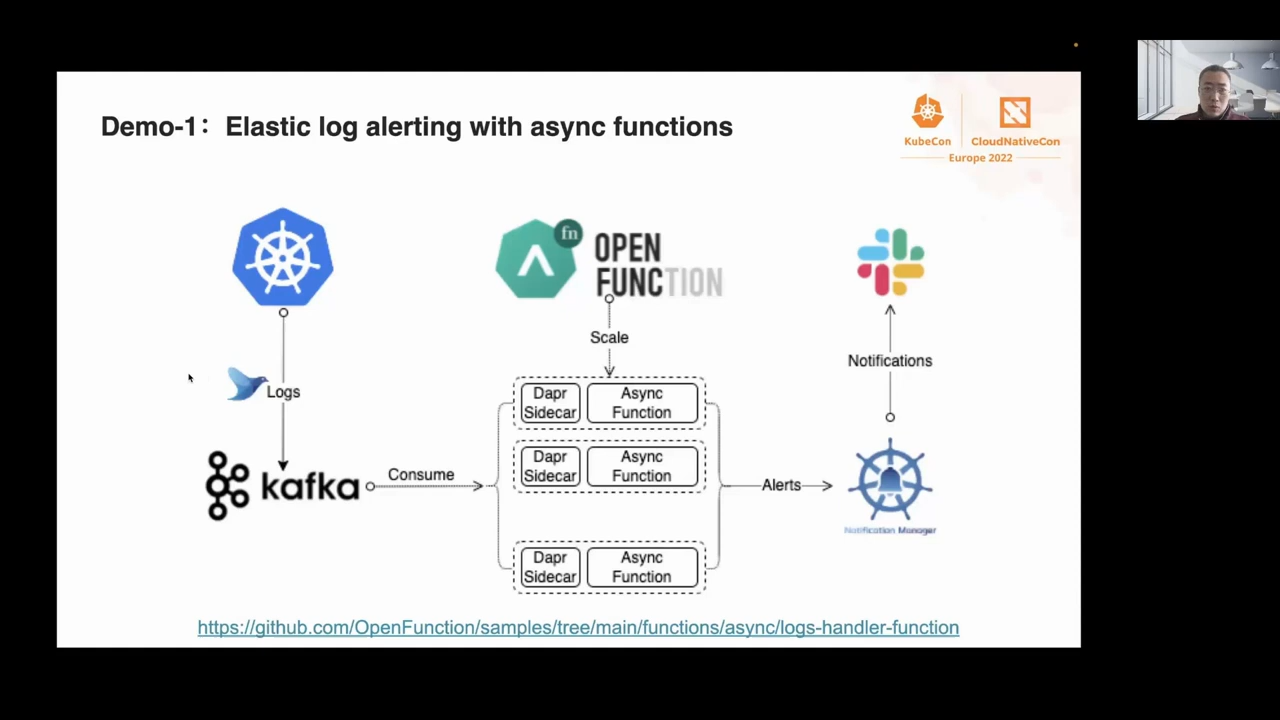 Demo-1: Elastic log alerting with async functions
KubeCon
CloudNativeCon
Europe 2022
fn
OPEN
FUNCTION
Scale
Logs
Notifications
Dapr
Sidecar
Async
Function
Dapr
Sidecar
Async
Function
kafka
Consume
Alerts
Notification Manager
Dapr
Sidecar
Async
Function
https://github.com/OpenFunction/samples/tree/main/functions/async/logs-handler-function